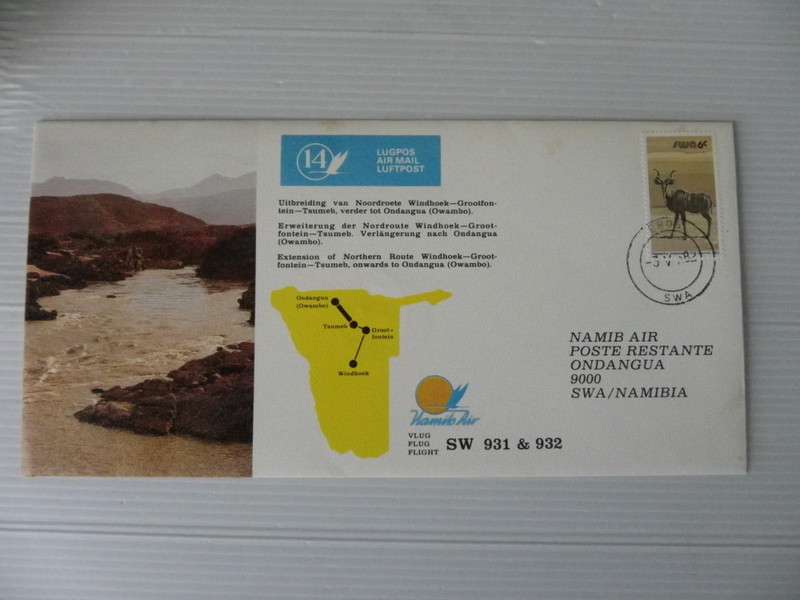 14
LUGPOS
AIR MAIL
LUFTPOST
Uitbreiding van Noordroete Windhoek—Grootfon-
tein—Tsumeb, verder tot Ondangua (Owambo).
Erweiterung der Nordroute Windhoek—Groot-
fontein—Tsumeb. Verlängerung nach Ondangua
(Owambo).
Extension of Northern Route Windhoek—Groot-
fontein—Tsumeb, onwards to Ondangua (Owambo).
Ondangua
(Owambo)
Tsumeb
Groot-
fontein
Windhoek
Namib Air
VLUG
FLUG
FLIGHT
SW 931 & 932
SWA 6c
82
SWA
NAMIB AIR
POSTE RESTANTE
ONDANGUA
9000
SWA/NAMIBIA